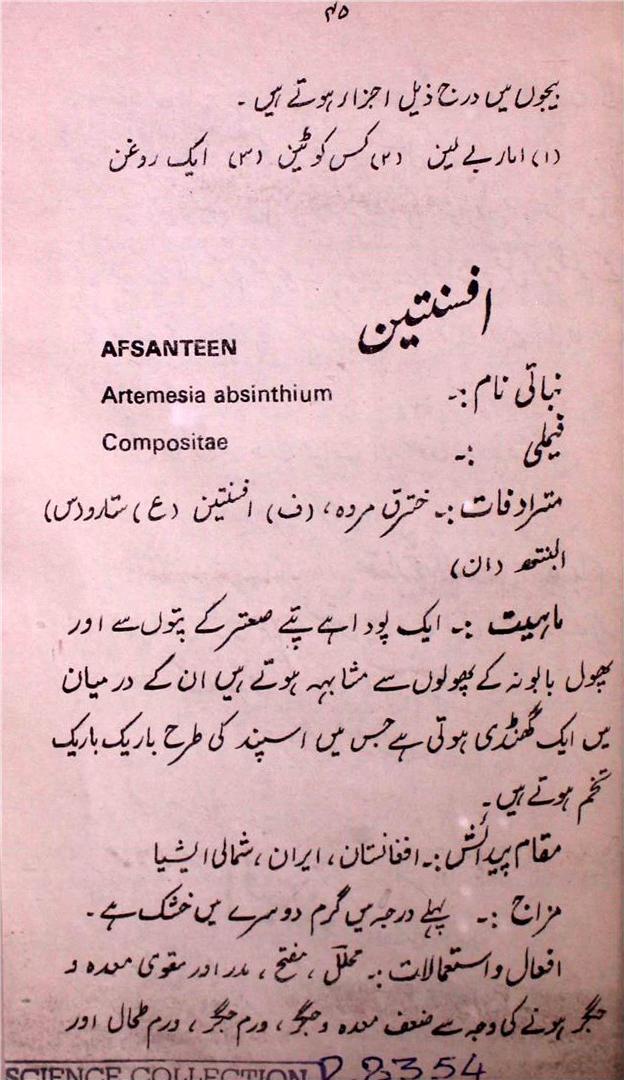 ۴۵
بیجوں میں درج ذیل اجزاء ہوتے ہیں ۔
(۱) امار بے لین (۲) کس کوٹین (۳) ایک روغن
افسنتین
AFSANTEEN
نباتی نام :۔ Artemesia absinthium
فیملی :۔ Compositae
مترادفات :۔ خترق مردہ، (ف) افسنتین (ع) ستارو (س)
البنتھ (ان)
ماہیت :۔ ایک پودا ہے پتے صعتر کے پتوں سے اور
پھول بابونہ کے پھولوں سے مشابہہ ہوتے ہیں ان کے درمیان
میں ایک گھنڈی ہوتی ہے جس میں اسپند کی طرح باریک باریک
تخم ہوتے ہیں ۔
مقام پیدائش :۔ افغانستان ، ایران ، شمالی ایشیا
مزاج :۔ پہلے درجہ میں گرم دوسرے میں خشک ہے ۔
افعال و استعمالات :۔ محلل ، مفتح ، مدر اور مقوی معدہ و
جگر ہونے کی وجہ سے ضعف معدہ و جگر ، ورم جگر ، ورم طحال اور
SCIENCE COLLECTION